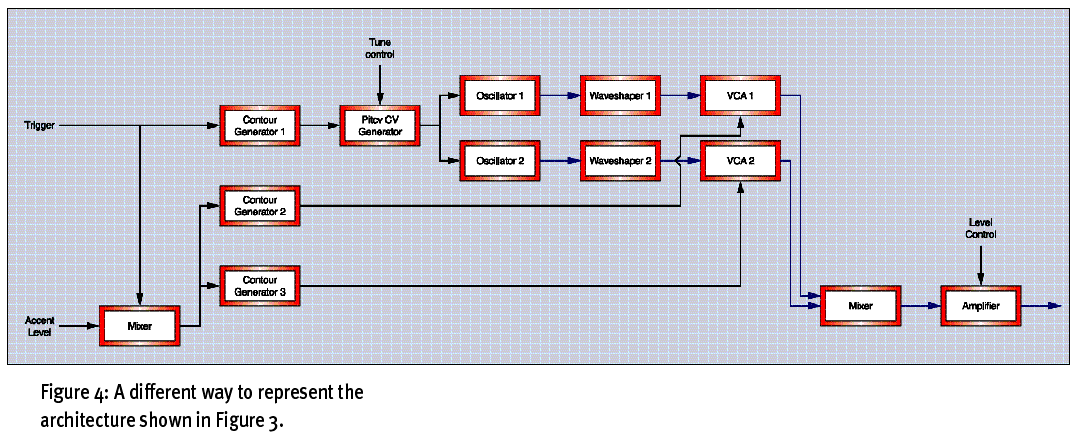 Tune
control
Oscillator 1
Waveshaper 1
VCA 1
Trigger
Contour
Generator 1
Pitcv CV
Generator
Oscillator 2
Waveshaper 2
VCA 2
Contour
Generator 2
Level
Control
Contour
Generator 3
Accent
Level
Mixer
Mixer
Amplifier
Figure 4: A different way to represent the
architecture shown in Figure 3.